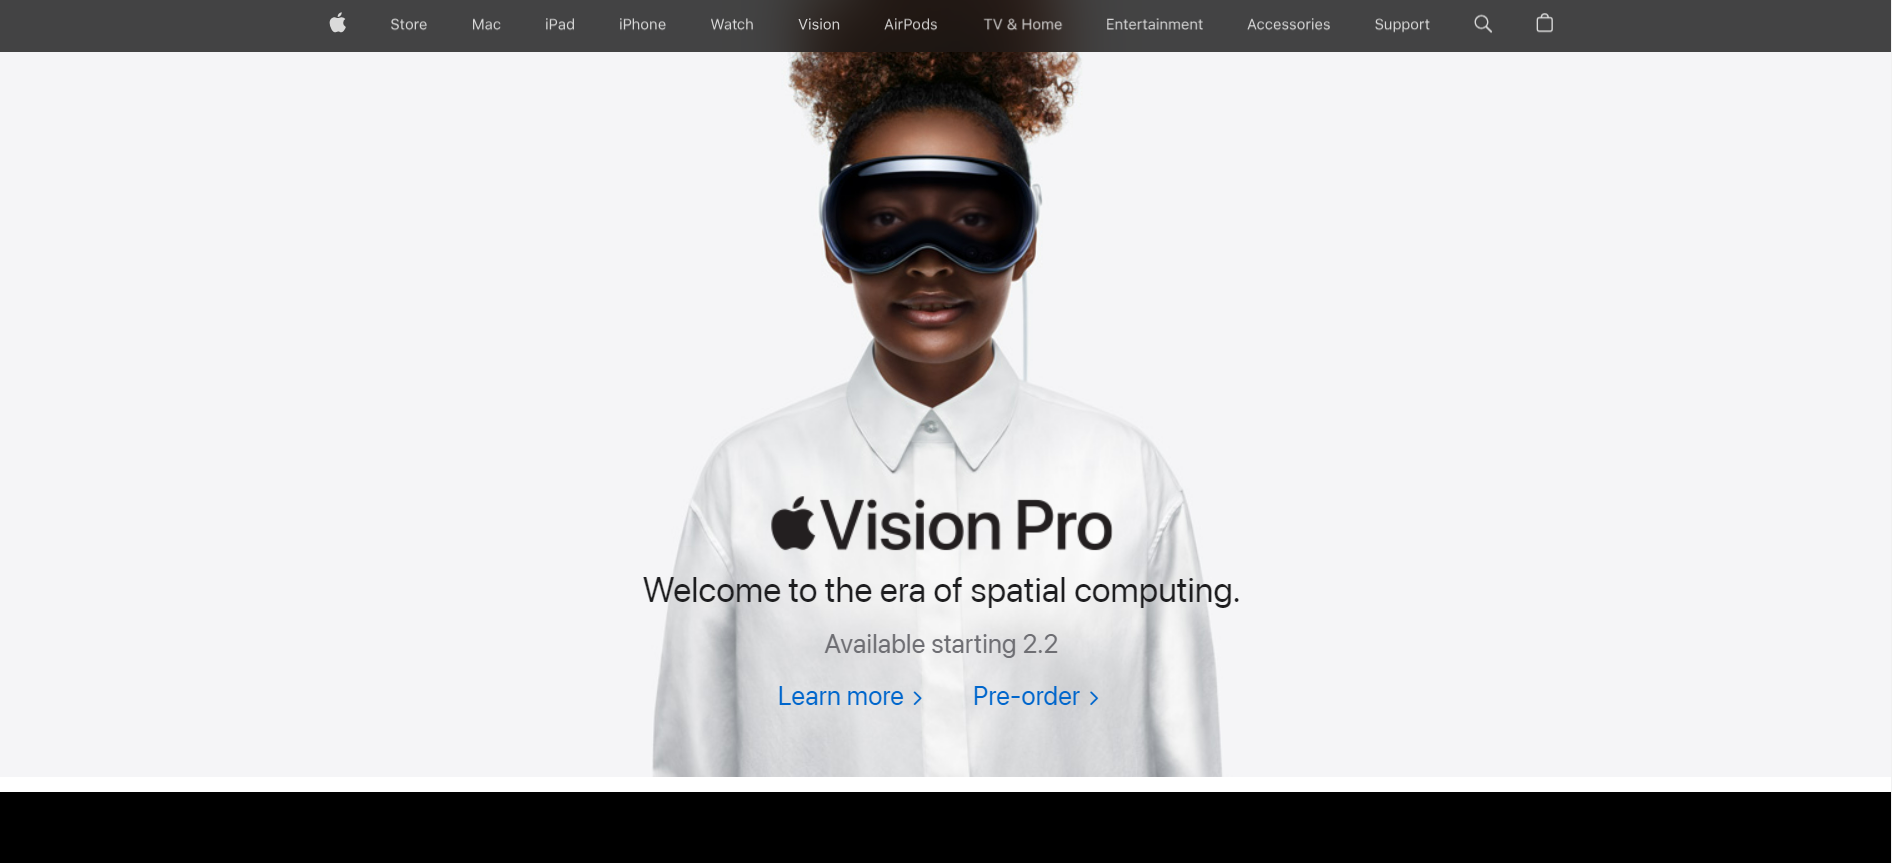 Store Mac iPad iPhone Watch Vision AirPods TV & Home Entertainment Accessories Support
Vision Pro
Welcome to the era of spatial computing.
Available starting 2.2
Learn more > Pre-order >